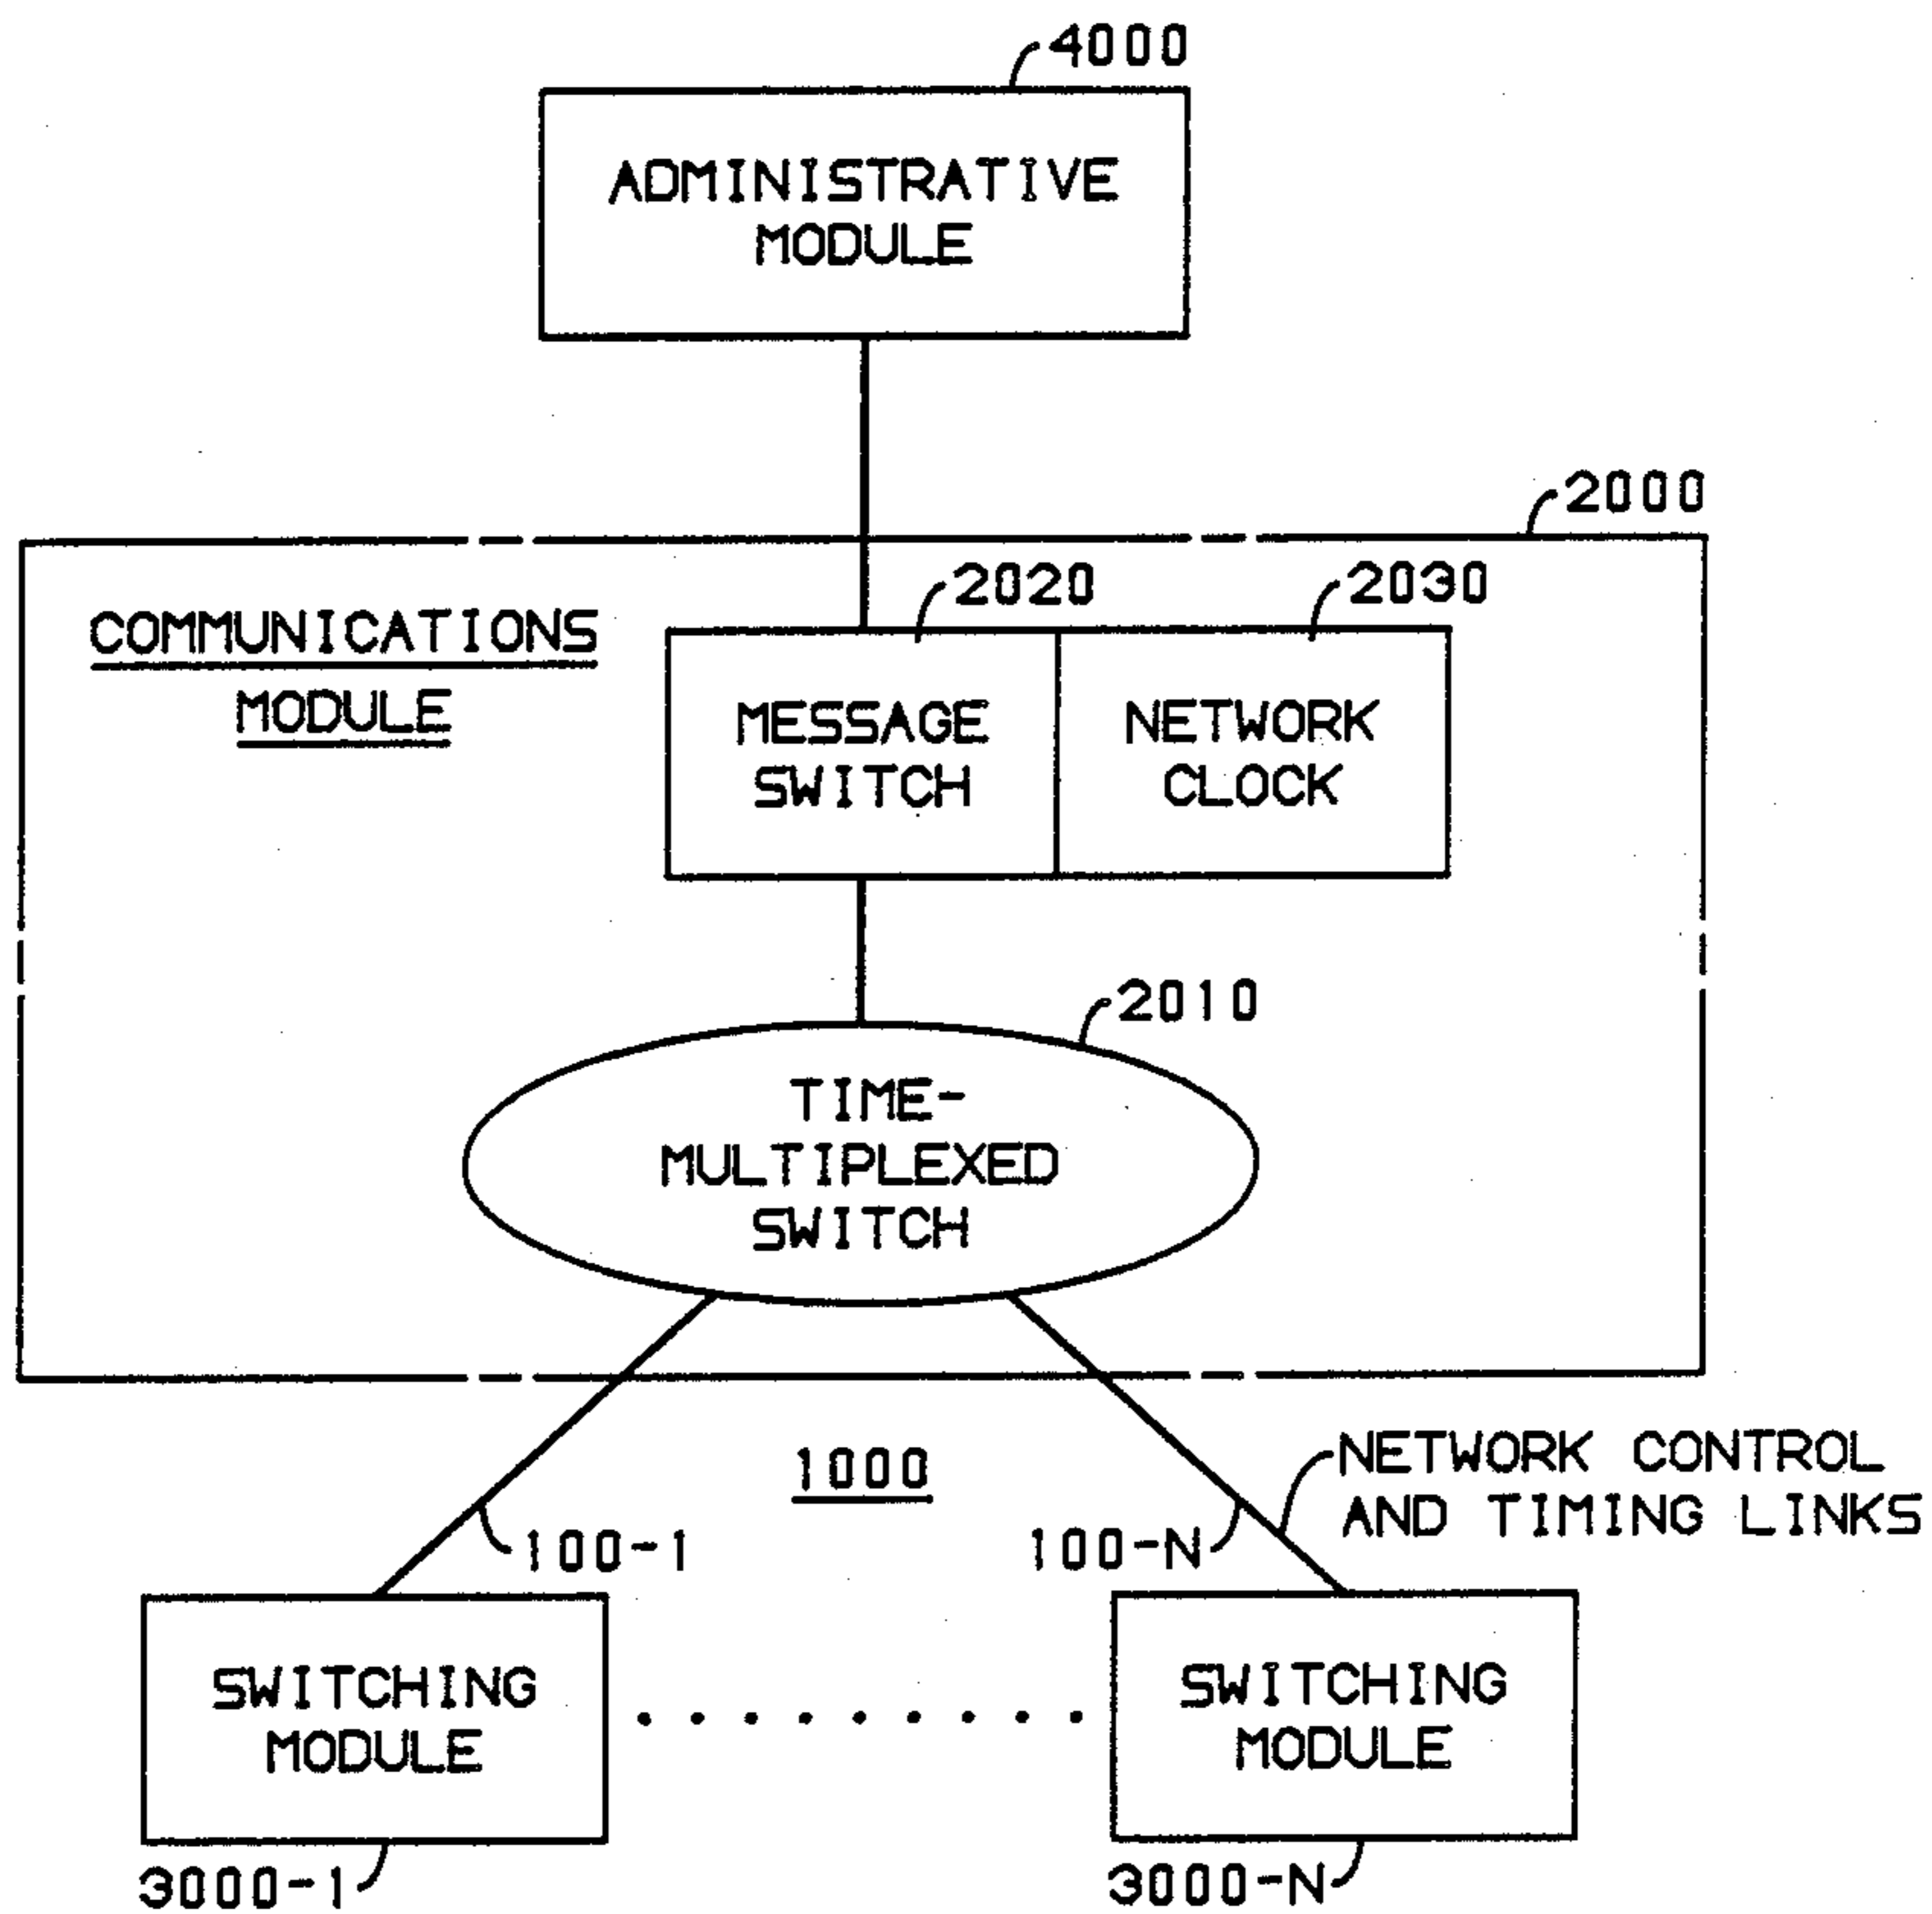 4000
ADMINISTRATIVE
MODULE
2000
2020
2030
COMMUNICATIONS
MODULE
MESSAGE
SWITCH
NETWORK
CLOCK
2010
TIME-
MULTIPLEXED
SWITCH
1000
NETWORK CONTROL
AND TIMING LINKS
100-1
100-N
SWITCHING
MODULE
SWITCHING
MODULE
3000-1
3000-N